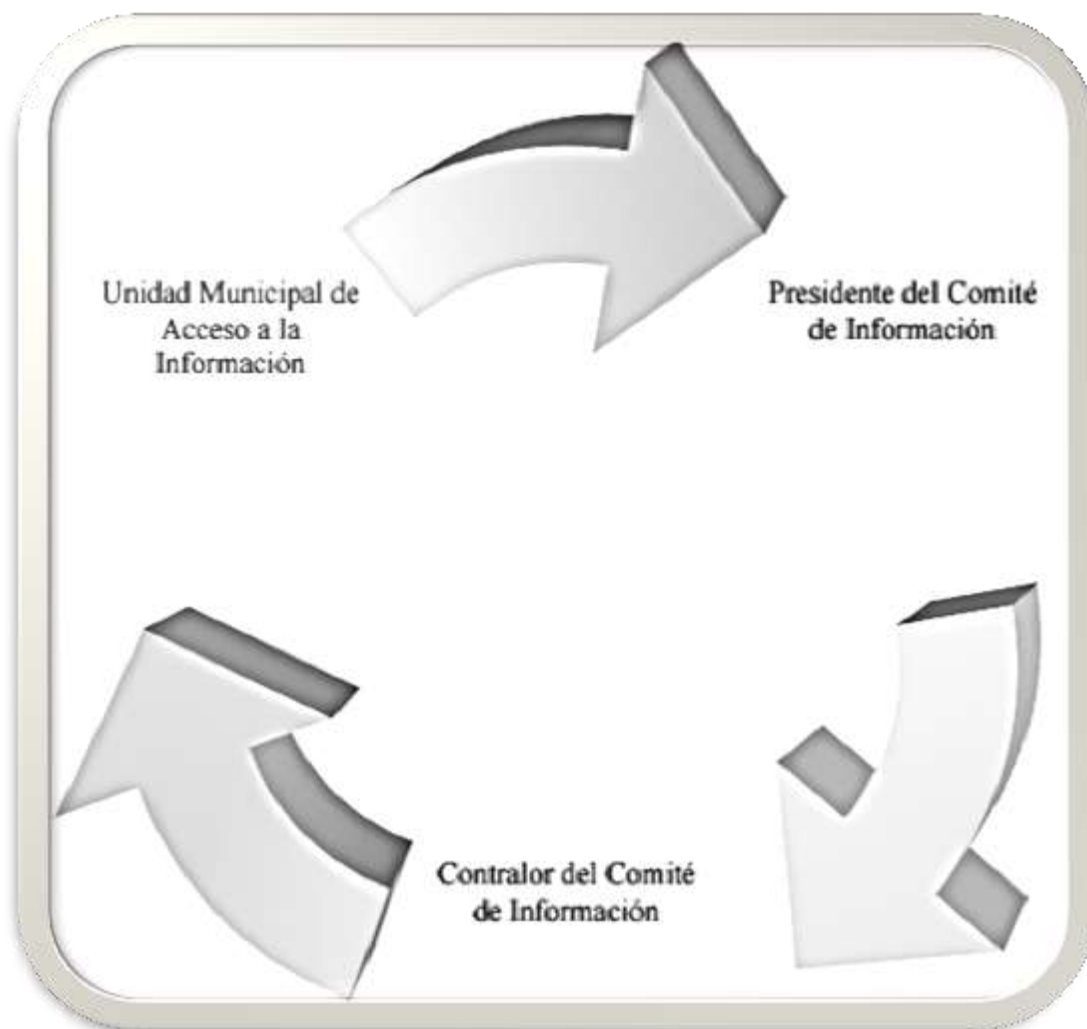 Unidad Municipal de
Acceso a la
Información
Presidente del Comité
de Información
Contralor del Comité
de Información